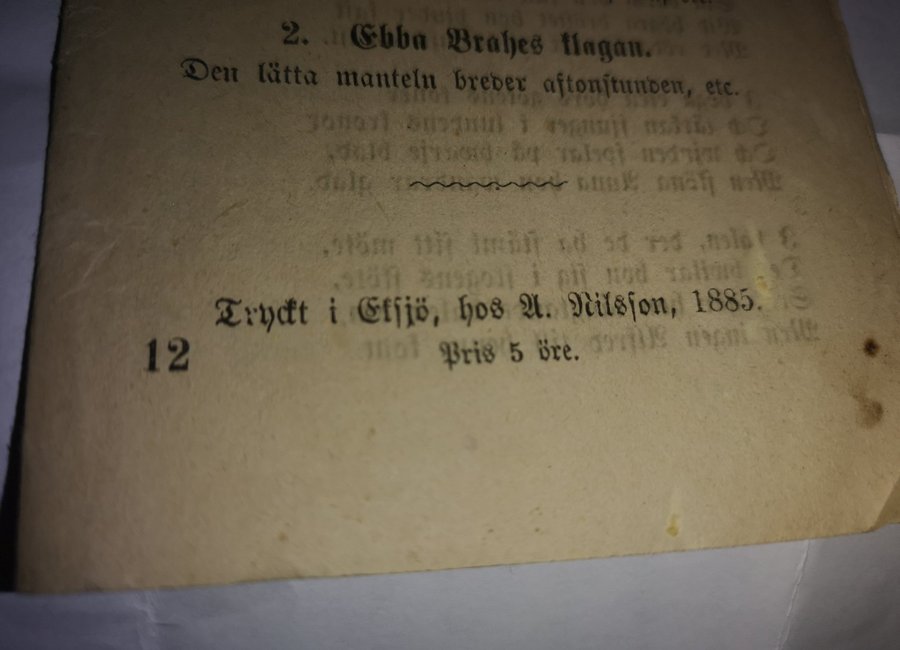 2. Ebba Brahes klagan.
Den lätta manteln breder aftonstunden, etc.
Tryckt i Eksjö, hos A. Nilsson, 1885.
12
Pris 5 öre.